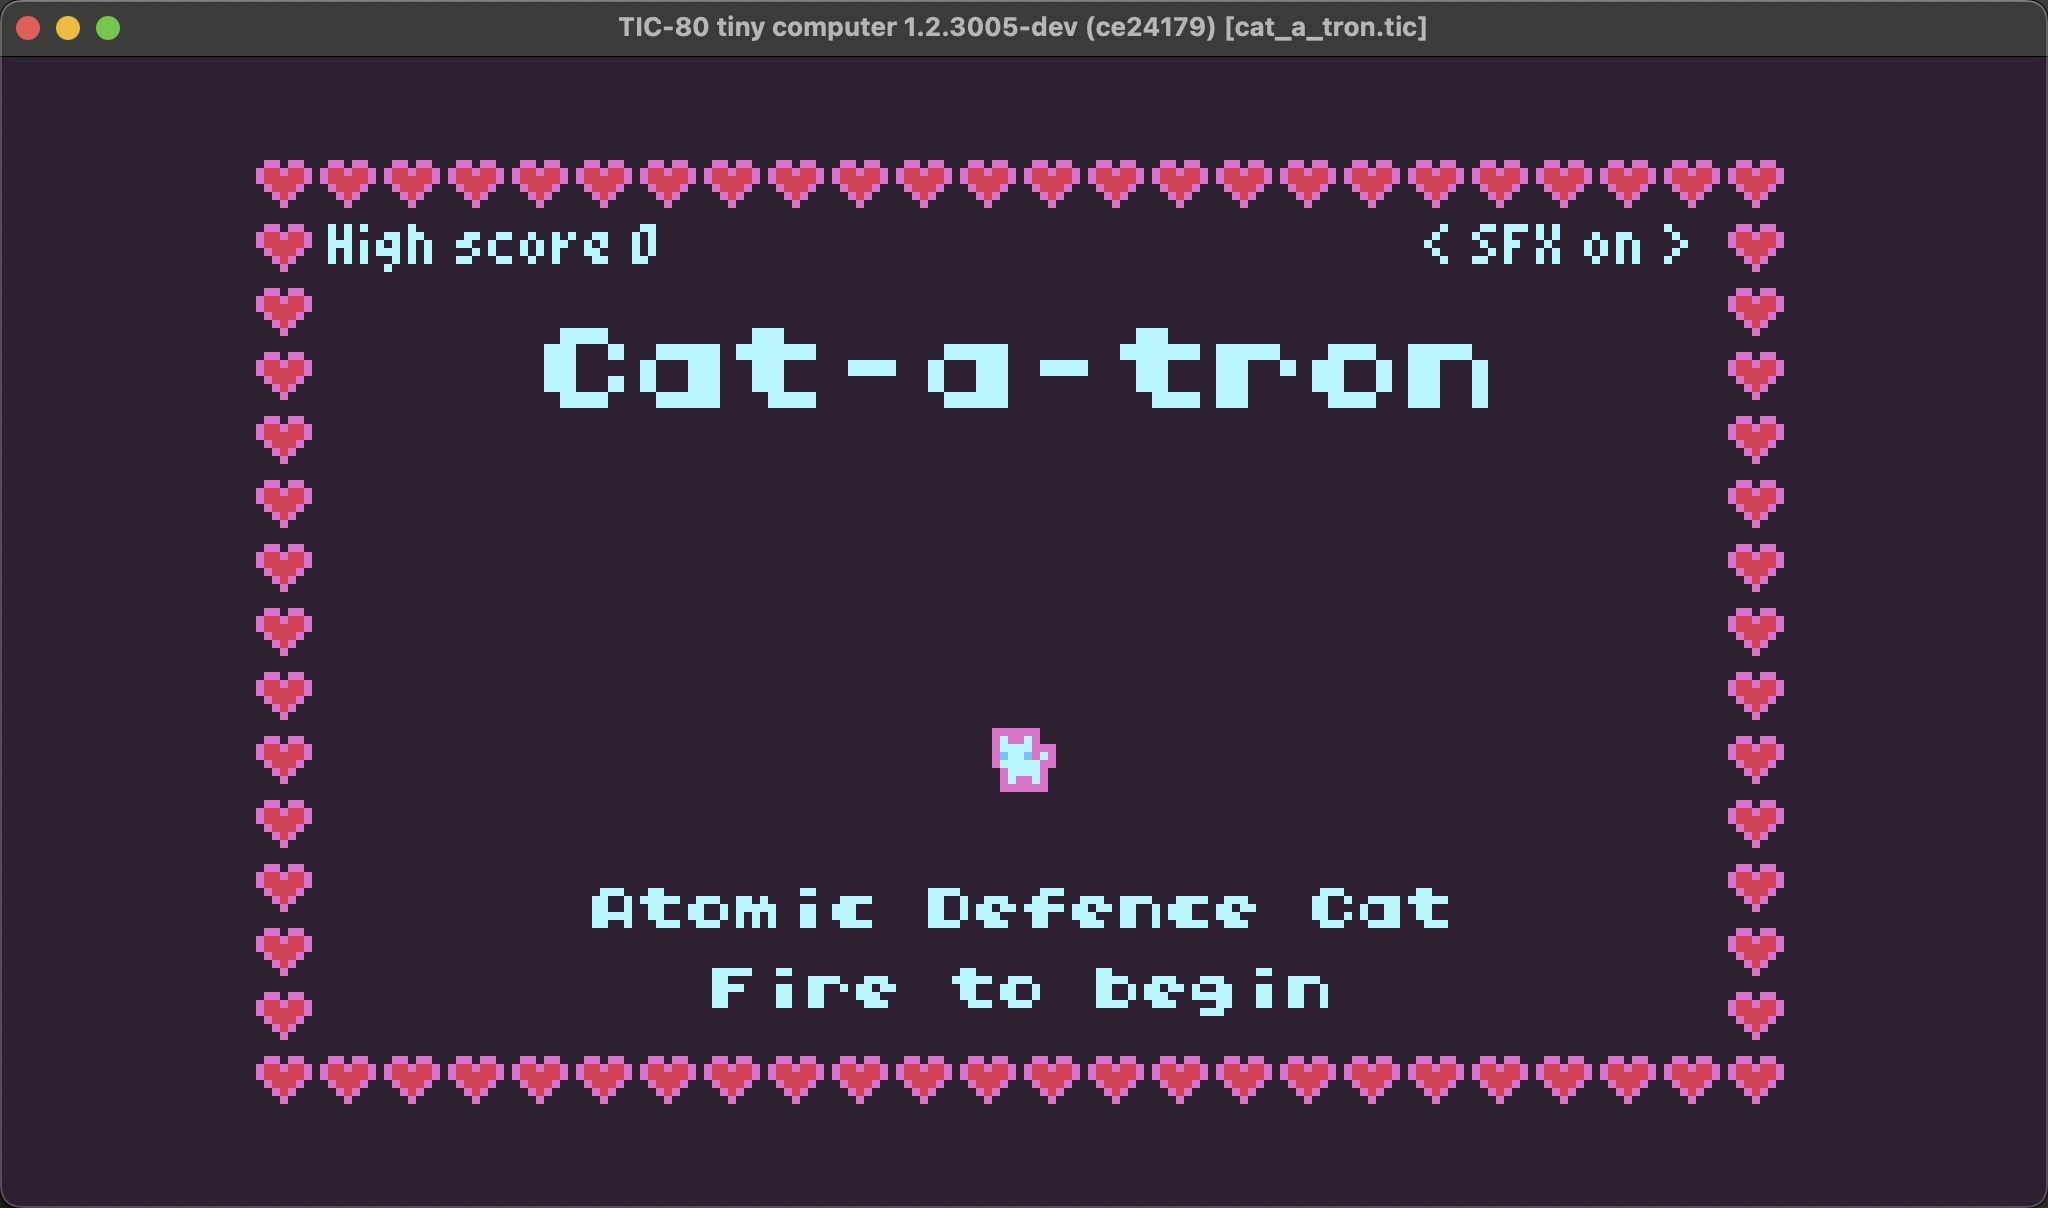 TIC-80 tiny computer 1.2.3005-dev (ce24179) [cat_a_tron.tic]
High score 0 < SFX on >
Cat-a-tron
Atomic Defence Cat
Fire to begin